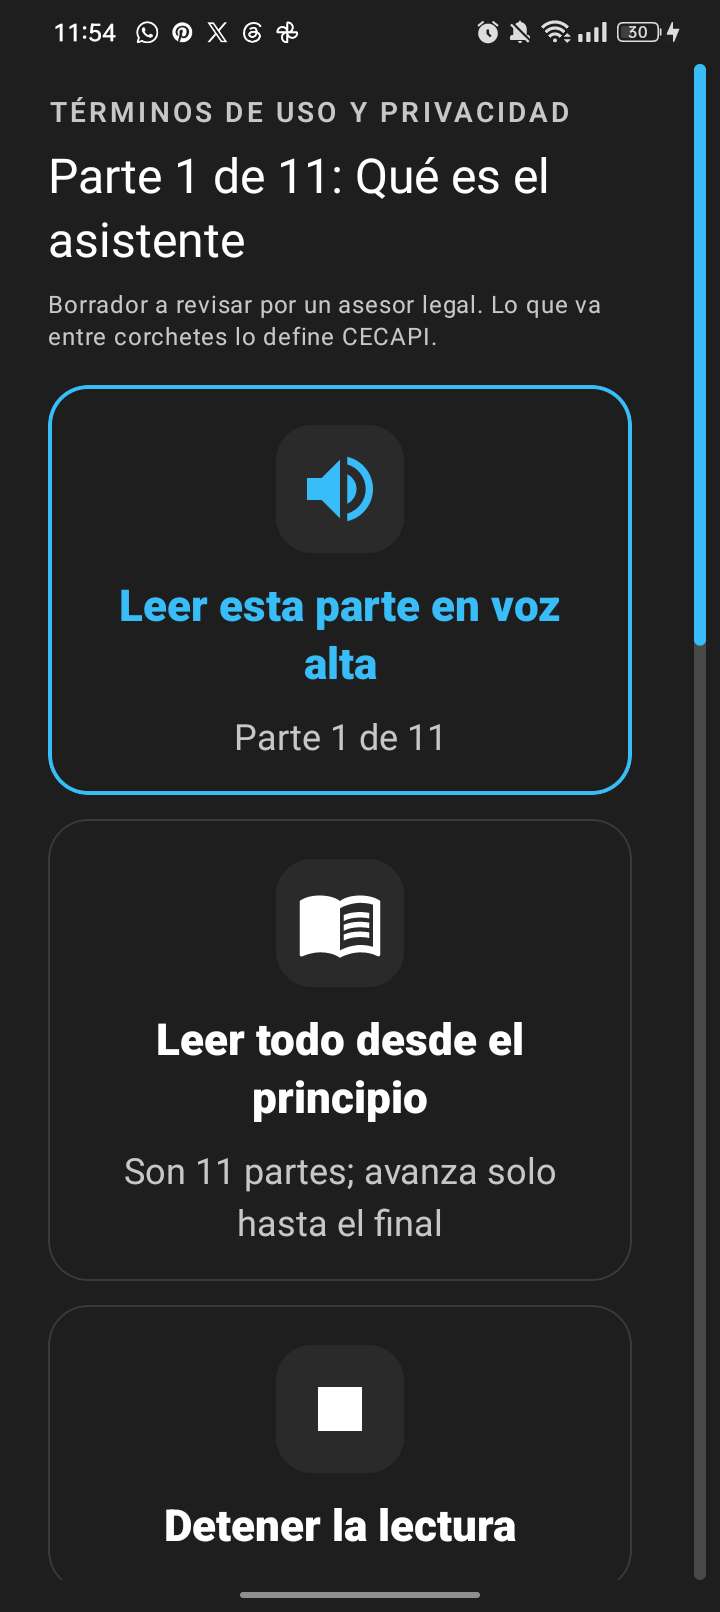 11:54
30
TÉRMINOS DE USO Y PRIVACIDAD
Parte 1 de 11: Qué es el
asistente
Borrador a revisar por un asesor legal. Lo que va
entre corchetes lo define CECAPI.
Leer esta parte en voz
alta
Parte 1 de 11
Leer todo desde el
principio
Son 11 partes; avanza solo
hasta el final
Detener la lectura